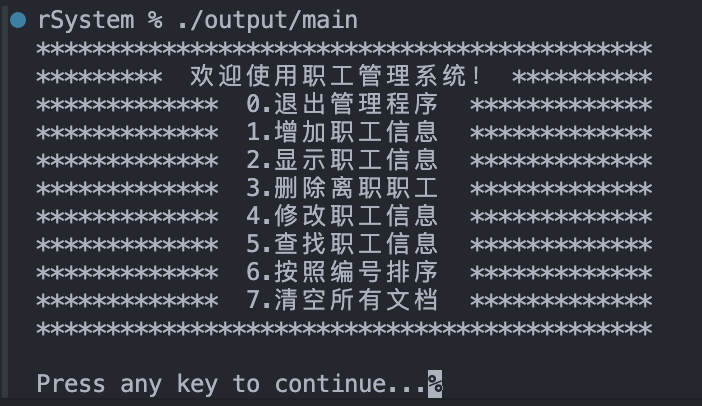 rSystem % ./output/main
********************************************
*********  欢迎使用职工管理系统！ **********
*************  0.退出管理程序  *************
*************  1.增加职工信息  *************
*************  2.显示职工信息  *************
*************  3.删除离职职工  *************
*************  4.修改职工信息  *************
*************  5.查找职工信息  *************
*************  6.按照编号排序  *************
*************  7.清空所有文档  *************
********************************************
Press any key to continue...%